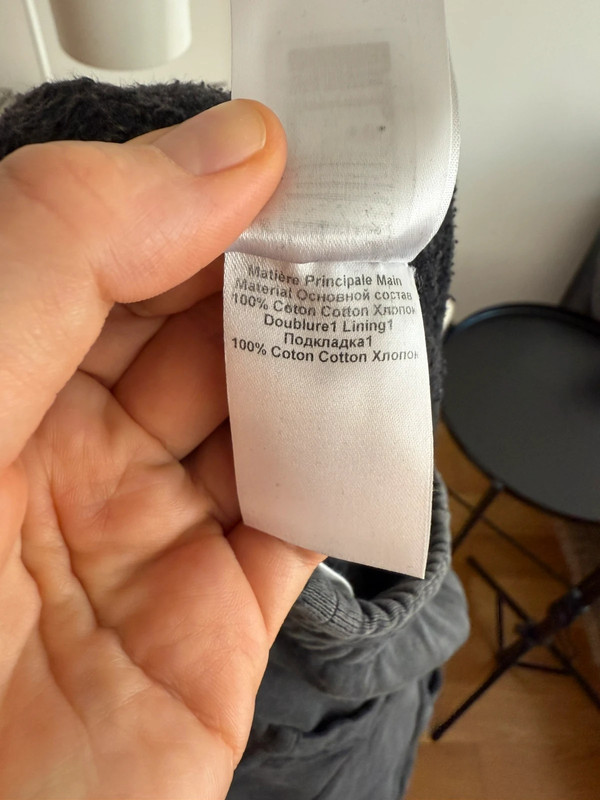 Matière Principale Main
Material Основной состав
100% Coton Cotton Хлопок
Doublure1 Lining1
Подкладка1
100% Coton Cotton Хлопок